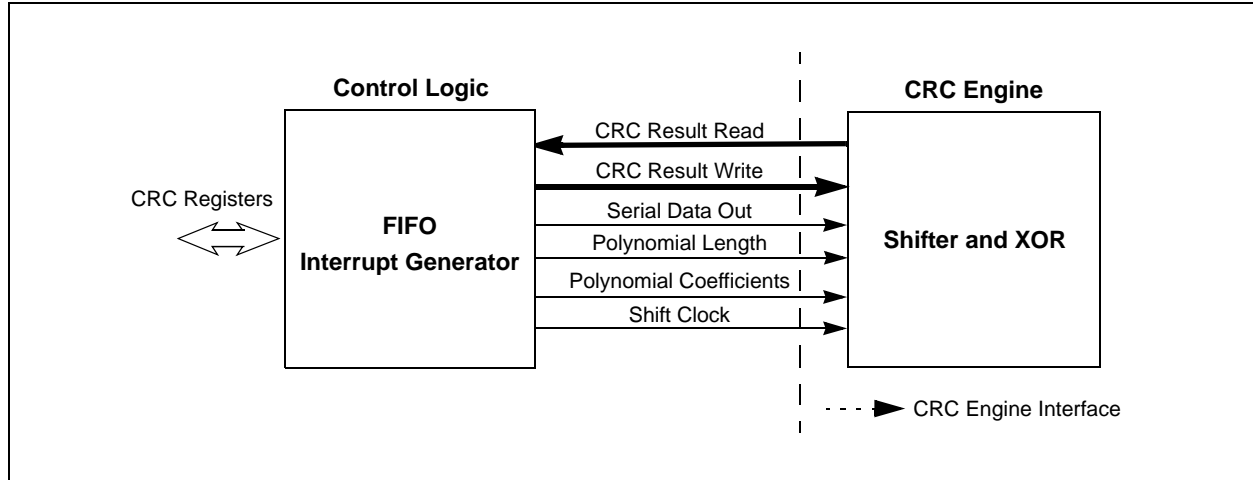 Control Logic
CRC Engine
CRC Result Read
CRC Result Write
CRC Registers
Serial Data Out
FIFO
Interrupt Generator
Polynomial Length
Shifter and XOR
Polynomial Coefficients
Shift Clock
CRC Engine Interface